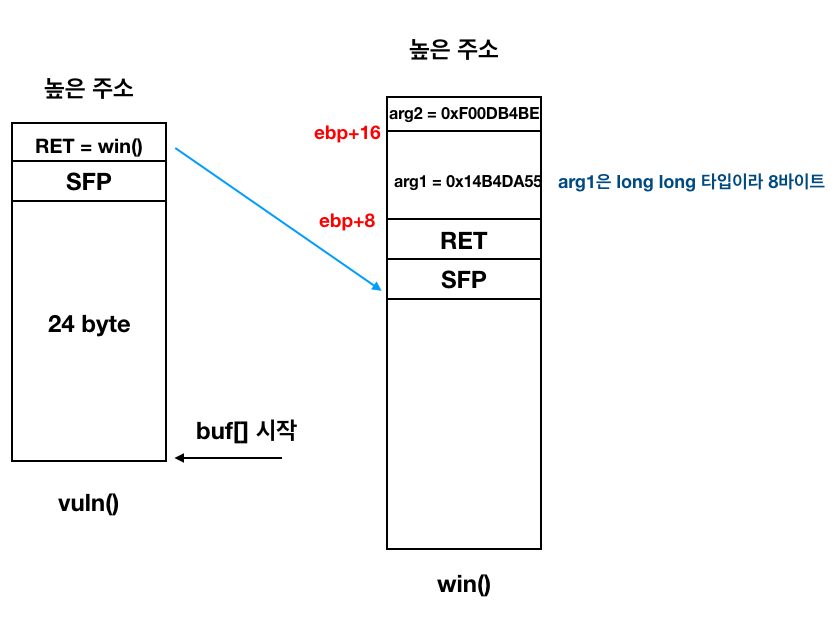 높은 주소
RET = win()
SFP
24 byte
buf[] 시작
vuln()
높은 주소
arg2 = 0xF00DB4BE
ebp+16
arg1 = 0x14B4DA55
arg1은 long long 타입이라 8바이트
ebp+8
RET
SFP
win()